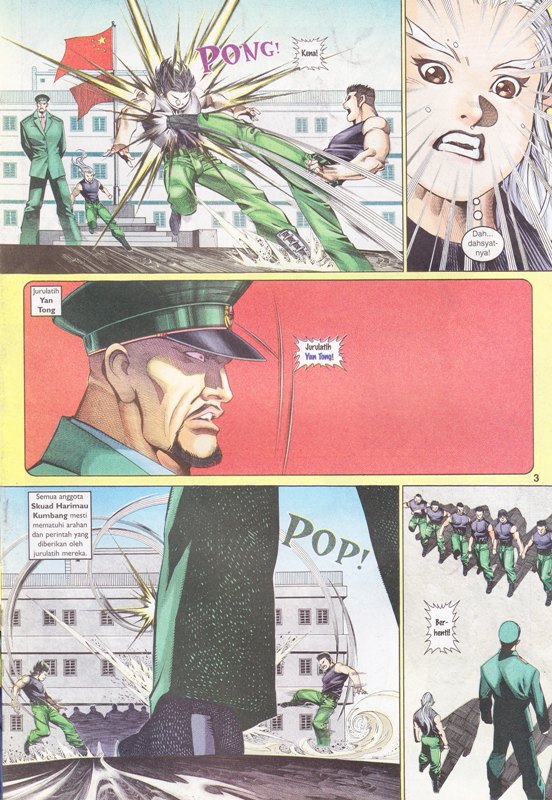 PONG!
Kena!
Dah...
dahsyat-
nya!
Jurulatih
Yan
Tong
Jurulatih
Yan Tong!
3
Semua anggota
Skuad Harimau
Kumbang mesti
mematuhi arahan
dan perintah yang
diberikan oleh
jurulatih mereka.
POP!
Ber-
henti!